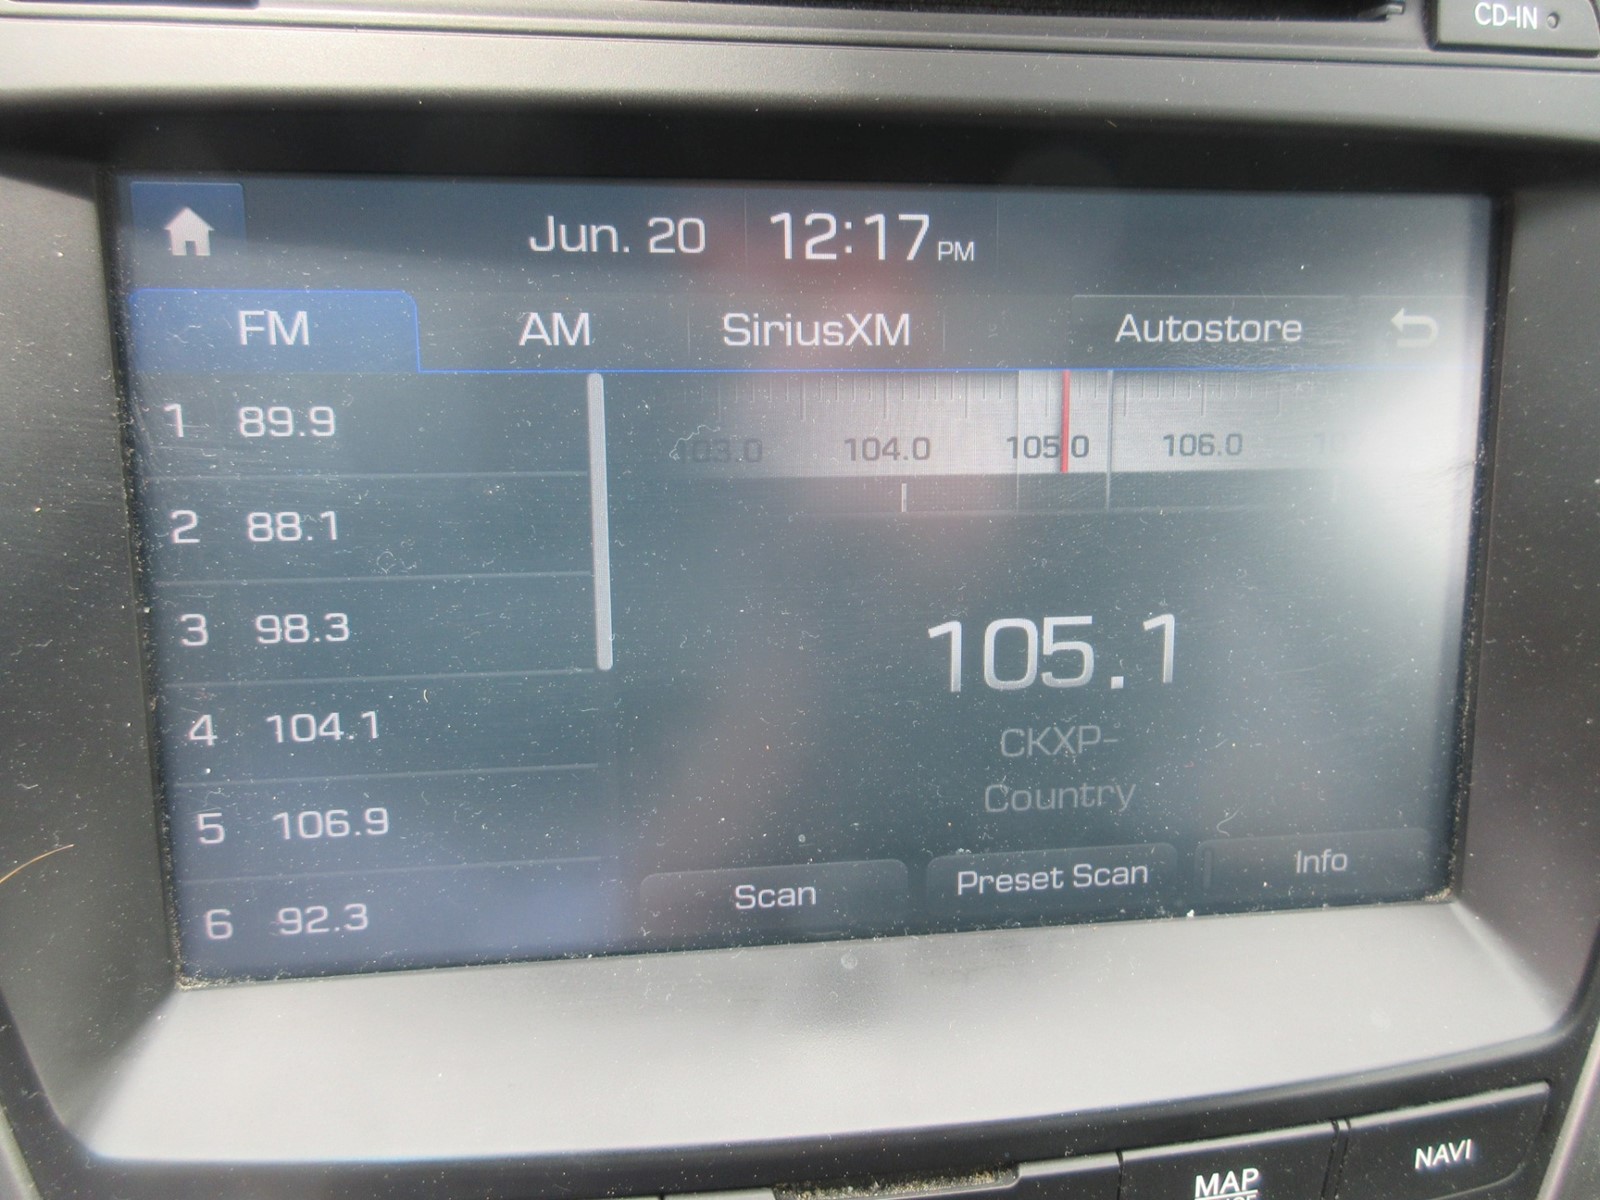 CD-IN
Jun. 20 12:17 PM
FM AM SiriusXM Autostore
103.0 104.0 105.0 106.0
1 89.9
2 88.1
3 98.3
4 104.1
5 106.9
6 92.3
105.1
CKXP-
Country
Scan Preset Scan Info
MAP
NAVI